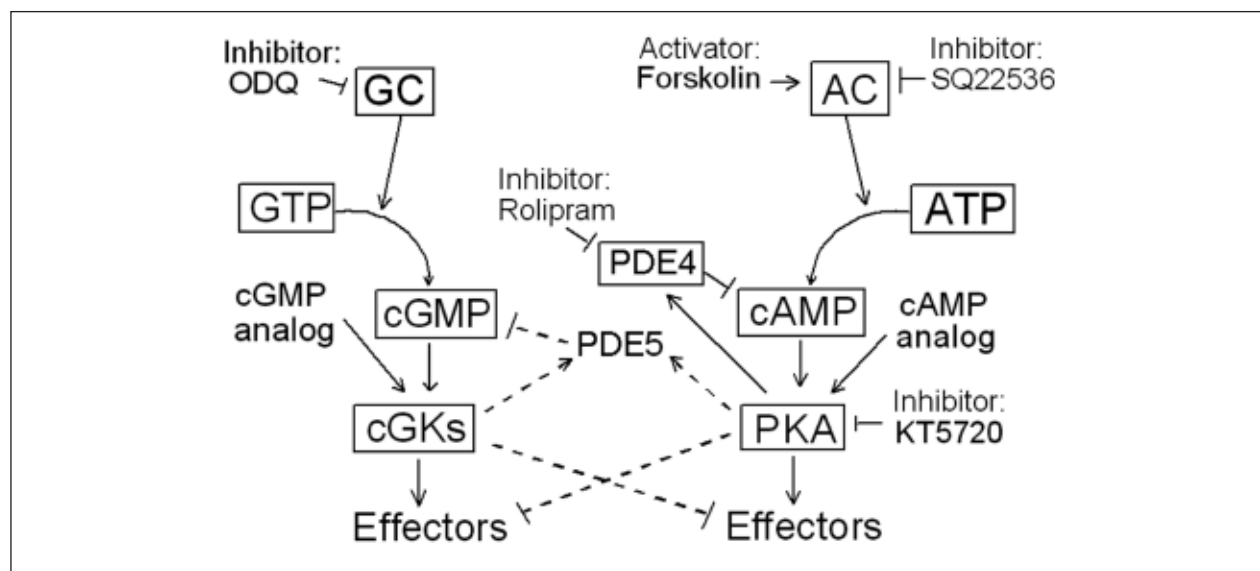 Inhibitor:
ODQ
GC
Activator:
Forskolin
AC
Inhibitor:
SQ22536
GTP
Inhibitor:
Rolipram
ATP
PDE4
cGMP
analog
cGMP
PDE5
cAMP
cAMP
analog
cGKs
PKA
Inhibitor:
KT5720
Effectors
Effectors